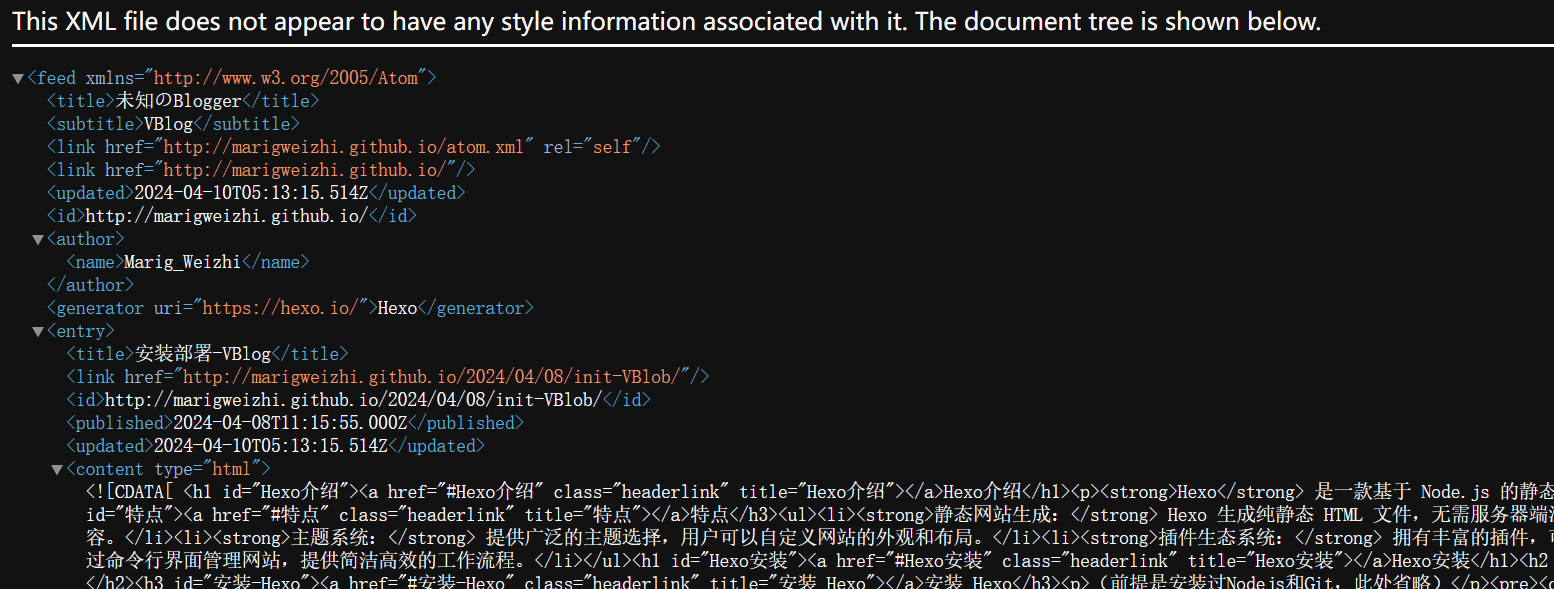 This XML file does not appear to have any style information associated with it. The document tree is shown below.
▼<feed xmlns="http://www.w3.org/2005/Atom">
<title>未知のBlogger</title>
<subtitle>VBlog</subtitle>
<link href="http://marigweizhi.github.io/atom.xml" rel="self"/>
<link href="http://marigweizhi.github.io/"/>
<updated>2024-04-10T05:13:15.514Z</updated>
<id>http://marigweizhi.github.io/</id>
▼<author>
<name>Marig_Weizhi</name>
</author>
<generator uri="https://hexo.io/">Hexo</generator>
▼<entry>
<title>安装部署-VBlog</title>
<link href="http://marigweizhi.github.io/2024/04/08/init-VBlob/"/>
<id>http://marigweizhi.github.io/2024/04/08/init-VBlob/</id>
<published>2024-04-08T11:15:55.000Z</published>
<updated>2024-04-10T05:13:15.514Z</updated>
▼<content type="html">
<![CDATA[ <h1 id="Hexo介绍"><a href="#Hexo介绍" class="headerlink" title="Hexo介绍"></a>Hexo介绍</h1><p><strong>Hexo</strong> 是一款基于 Node.js 的静态
id="特点"><a href="#特点" class="headerlink" title="特点"></a>特点</h3><ul><li><strong>静态网站生成：</strong> Hexo 生成纯静态 HTML 文件，无需服务器端
容。</li><li><strong>主题系统：</strong> 提供广泛的主题选择，用户可以自定义网站的外观和布局。</li><li><strong>插件生态系统：</strong> 拥有丰富的插件，
过命令行界面管理网站，提供简洁高效的工作流程。</li></ul><h1 id="Hexo安装"><a href="#Hexo安装" class="headerlink" title="Hexo安装"></a>Hexo安装</h1><h2
</h2><h3 id="安装-Hexo"><a href="#安装-Hexo" class="headerlink" title="安装 Hexo"></a>安装 Hexo</h3><p>（前提是安装过Nodejs和Git，此处省略）</p><pre><